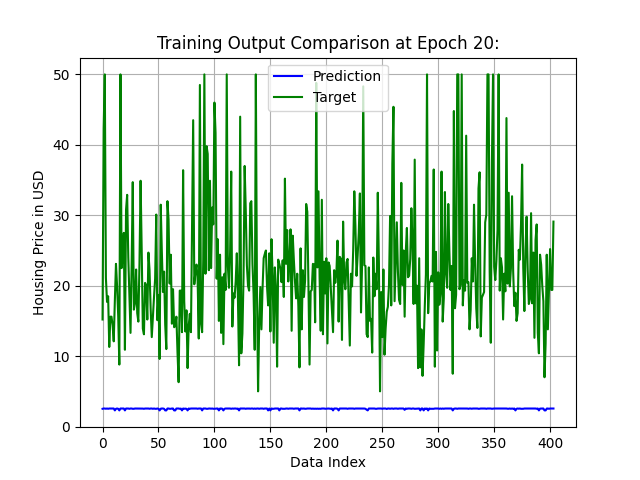 Training Output Comparison at Epoch 20:
Prediction
Target
Housing Price in USD
50
40
30
20
10
0
0 50 100 150 200 250 300 350 400
Data Index